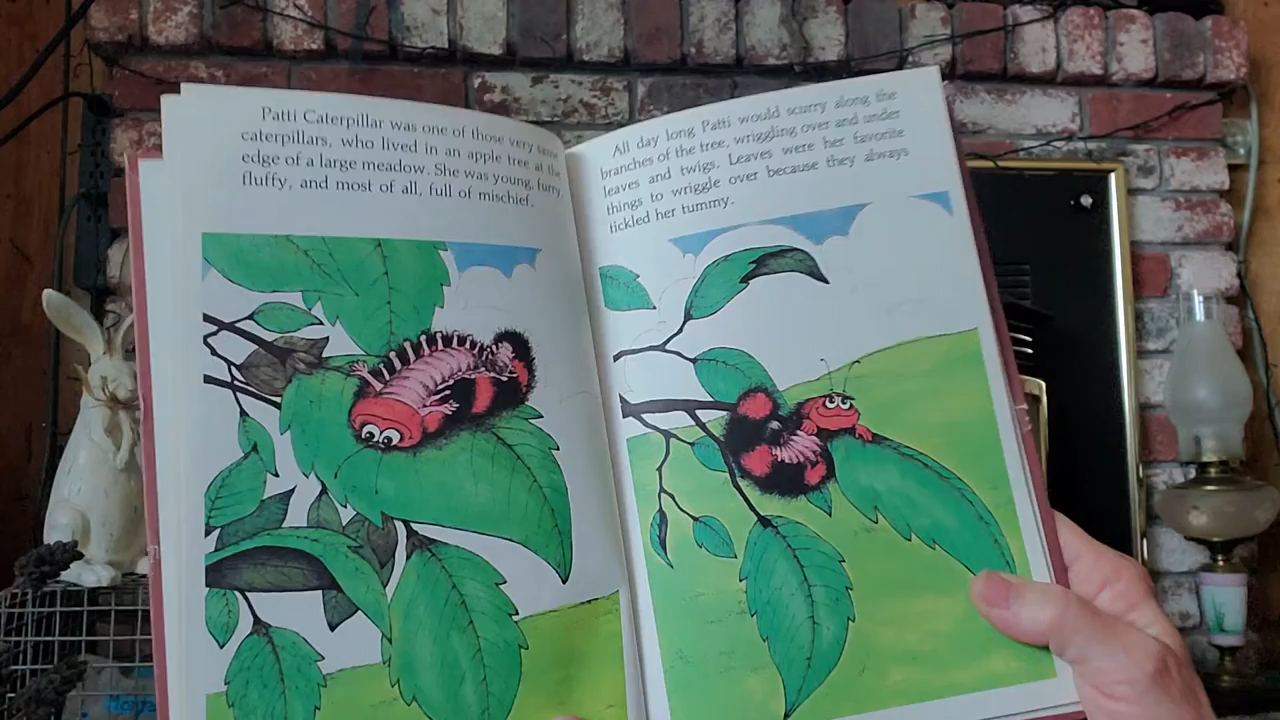 Patti Caterpillar was one of those very same
caterpillars, who lived in an apple tree at the
edge of a large meadow. She was young, furry,
fluffy, and most of all, full of mischief.
All day long Patti would scurry along the
branches of the tree, wriggling over and under
leaves and twigs. Leaves were her favorite
things to wriggle over because they always
tickled her tummy.